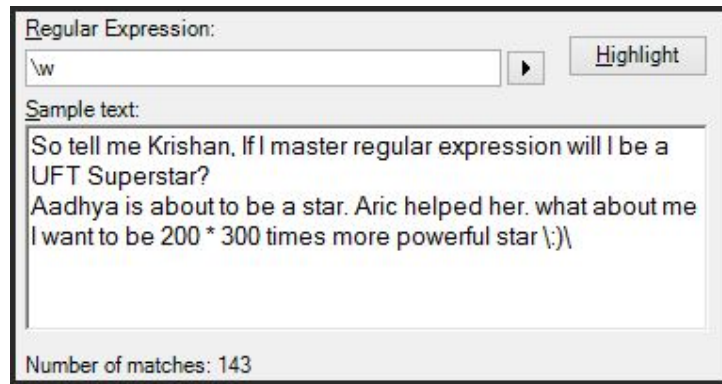 Regular Expression:
\w
Highlight
Sample text:
So tell me Krishan, If I master regular expression will I be a
UFT Superstar?
Aadhya is about to be a star. Aric helped her. what about me
I want to be 200 * 300 times more powerful star \:)\
Number of matches: 143